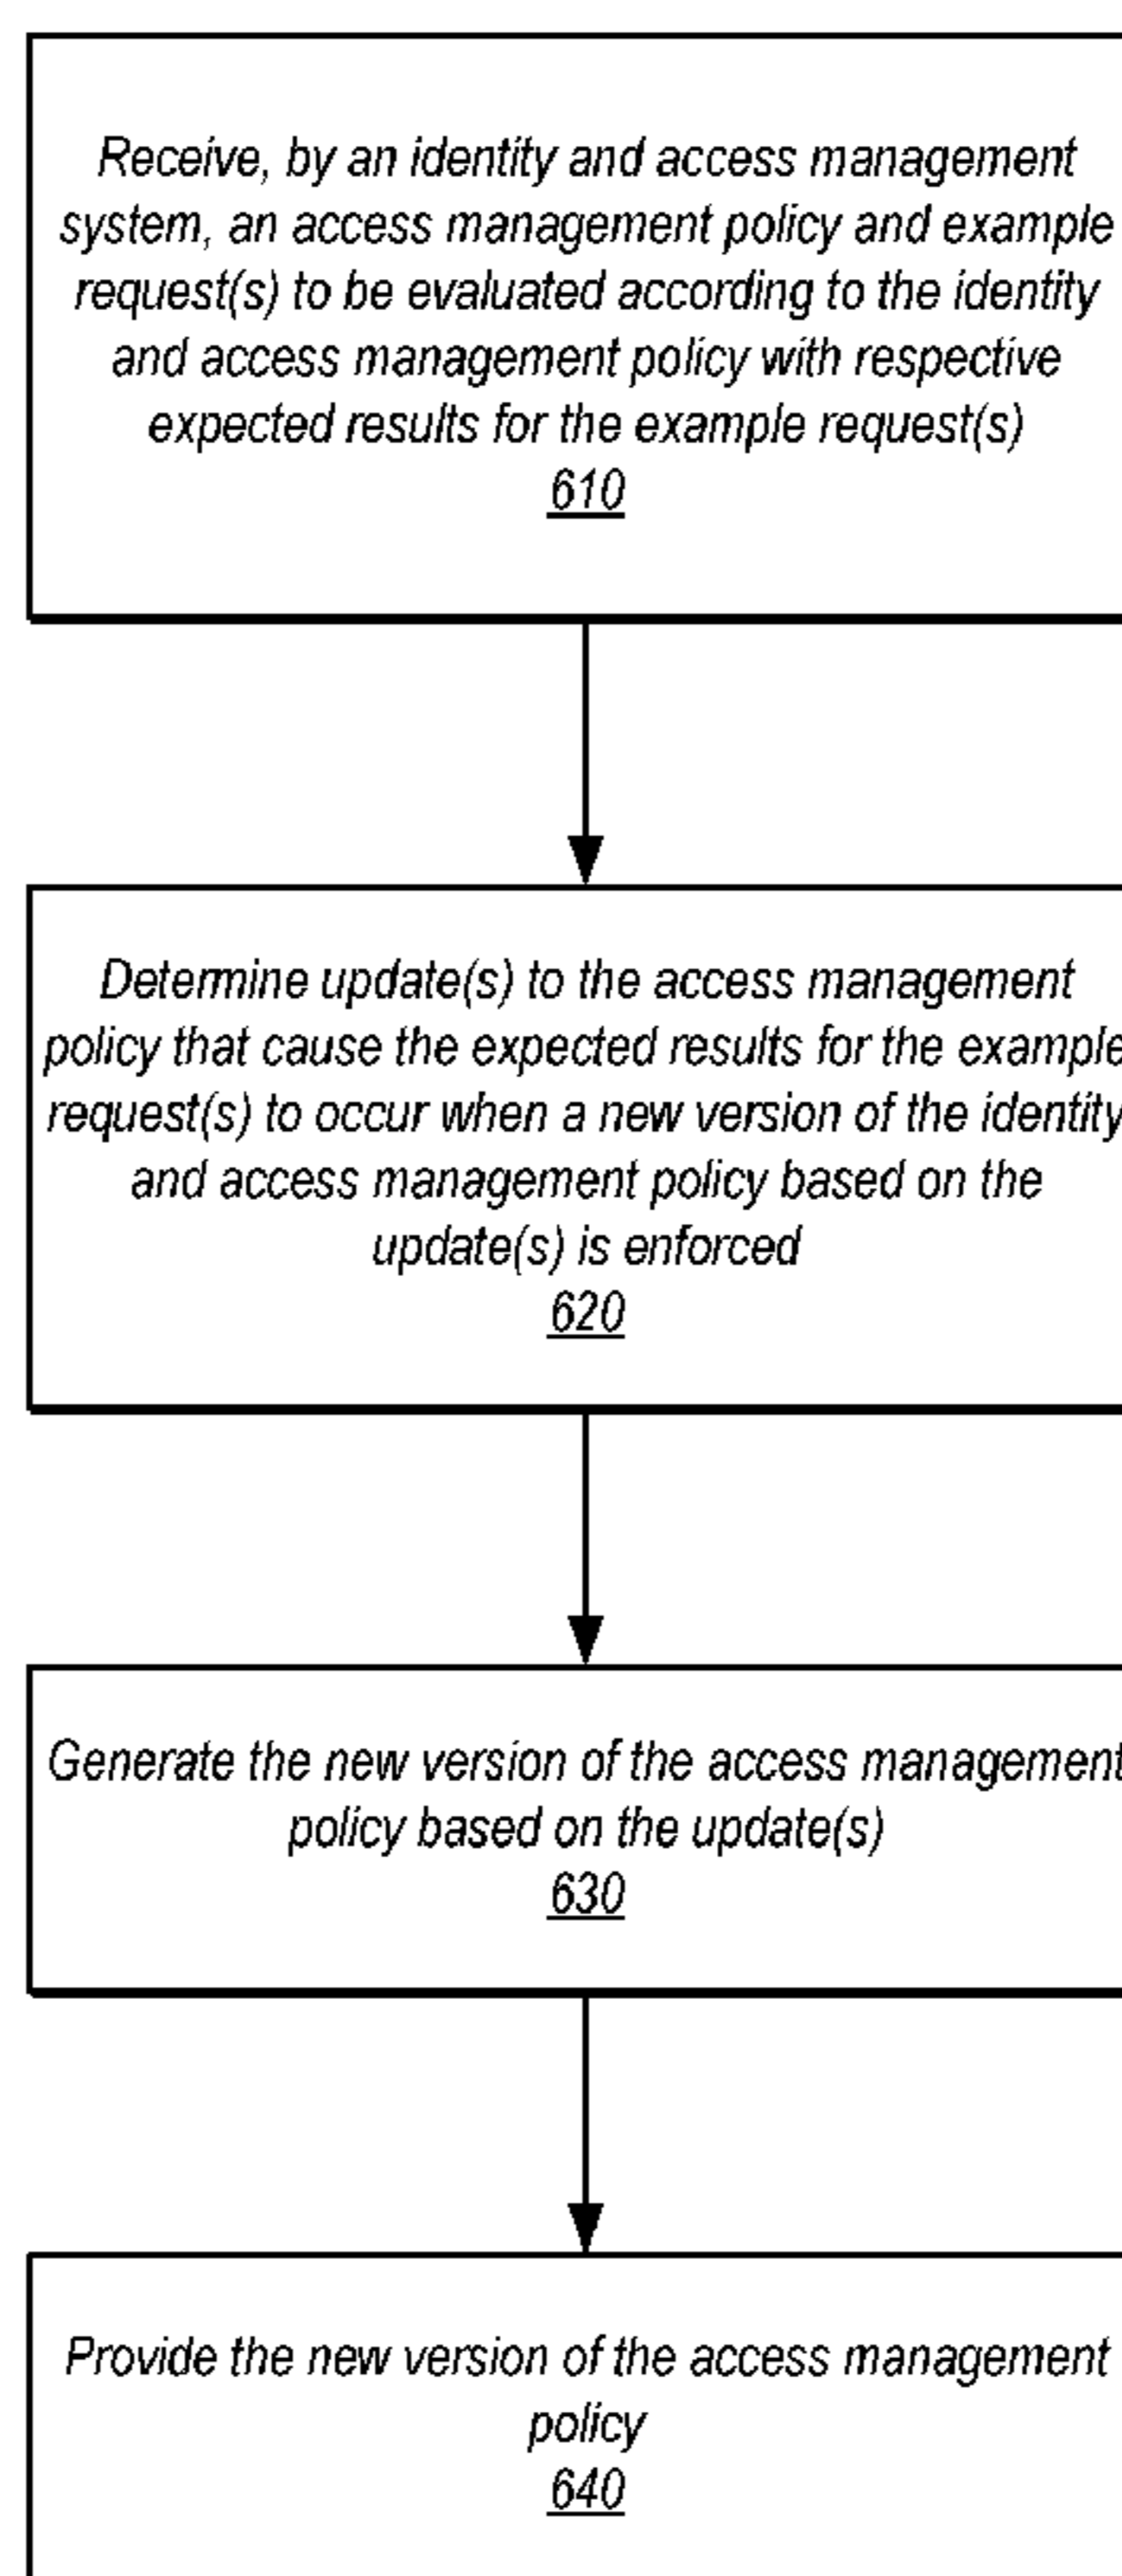 Receive, by an identity and access management
system, an access management policy and example
request(s) to be evaluated according to the identity
and access management policy with respective
expected results for the example request(s)
610
Determine update(s) to the access management
policy that cause the expected results for the example
request(s) to occur when a new version of the identity
and access management policy based on the
update(s) is enforced
620
Generate the new version of the access management
policy based on the update(s)
630
Provide the new version of the access management
policy
640